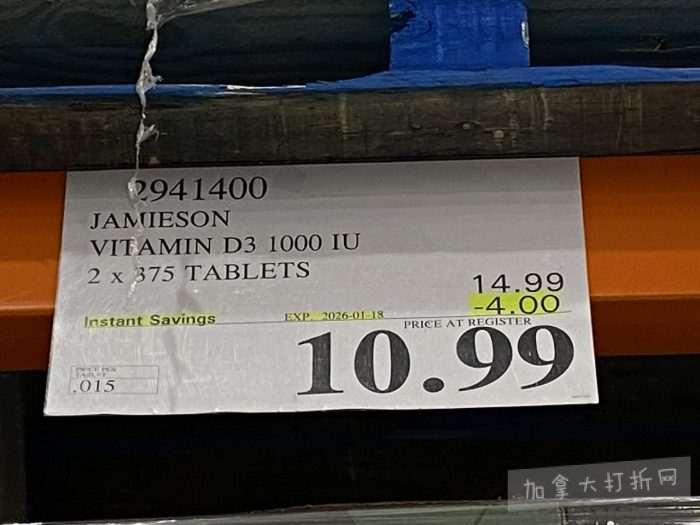 2941400
JAMIESON
VITAMIN D3 1000 IU
2 x 375 TABLETS
14.99
-4.00
Instant Savings EXP. 2026-01-18
PRICE AT REGISTER
10.99
PRICE PER
TABLET
.015
加拿大打折网